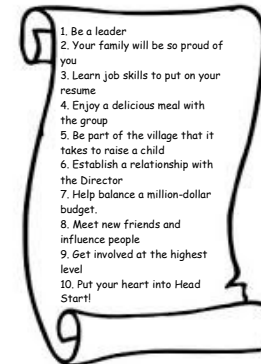 1. Be a leader
2. Your family will be so proud of
you
3. Learn job skills to put on your
resume
4. Enjoy a delicious meal with
the group
5. Be part of the village that it
takes to raise a child
6. Establish a relationship with
the Director
7. Help balance a million-dollar
budget.
8. Meet new friends and
influence people
9. Get involved at the highest
level
10. Put your heart into Head
Start!